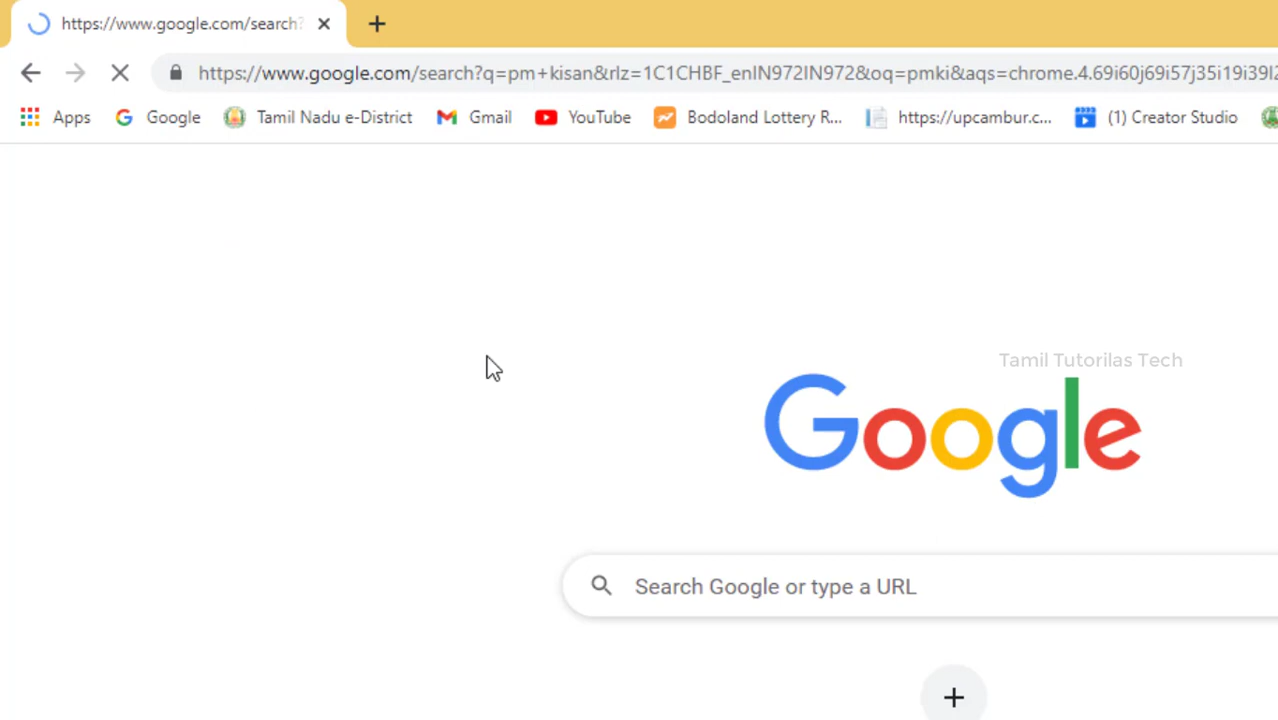 https://www.google.com/search?
https://www.google.com/search?q=pm+kisan&rlz=1C1CHBF_enIN972IN972&oq=pmki&aqs=chrome.4.69i60j69i57j35i19i39l2
Apps Google Tamil Nadu e-District Gmail YouTube Bodoland Lottery R... https://upcambur.c... (1) Creator Studio
Tamil Tutorilas Tech
Google
Search Google or type a URL